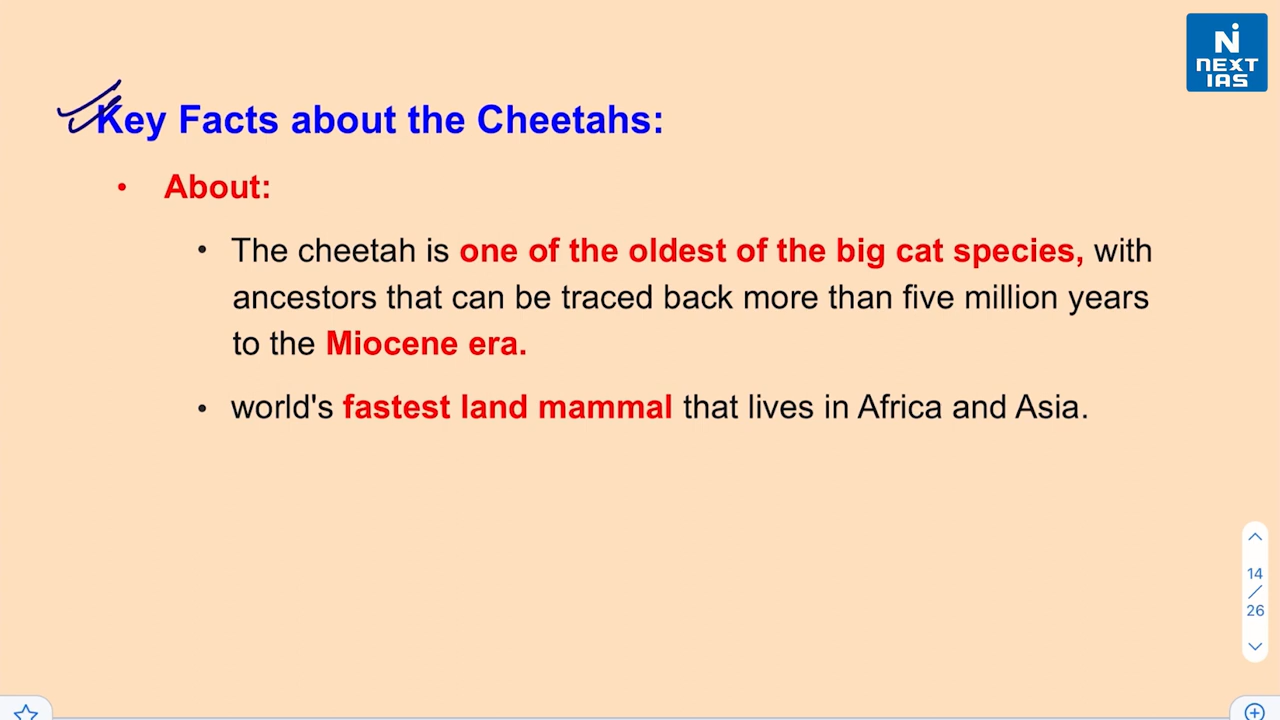 NEXT
IAS
Key Facts about the Cheetahs:
• About:
• The cheetah is one of the oldest of the big cat species, with
ancestors that can be traced back more than five million years
to the Miocene era.
• world's fastest land mammal that lives in Africa and Asia.
14
/
26